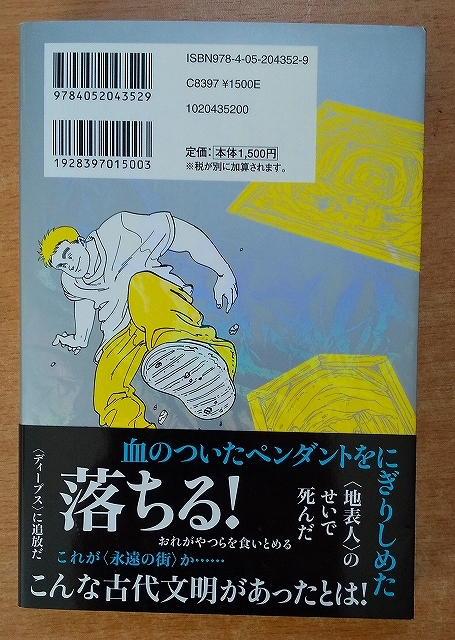 ISBN978-4-05-204352-9
C8397 ¥1500E
1020435200
9784052043529
1928397015003
定価：本体1,500円
※税が別に加算されます。
血のついたペンダントをにぎりしめた
〈地表人〉の
せいで
死んだ
落ちる！
〈ディープス〉に追放だ
おれがやつらを食いとめる
これが〈永遠の街〉か……
こんな古代文明があったとは！